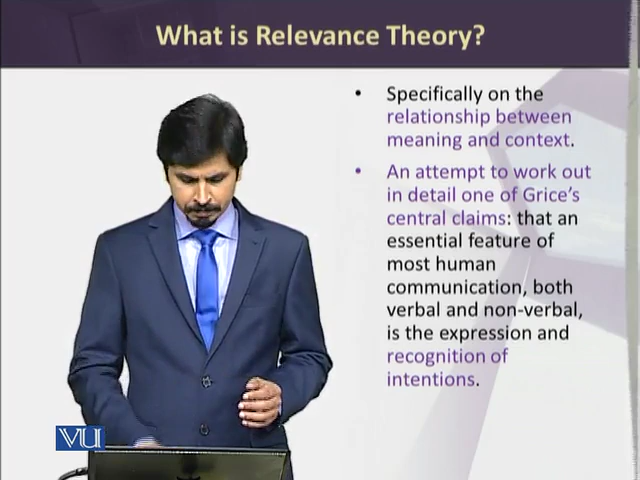 What is Relevance Theory?
• Specifically on the
relationship between
meaning and context.
• An attempt to work out
in detail one of Grice's
central claims: that an
essential feature of
most human
communication, both
verbal and non-verbal,
is the expression and
recognition of
intentions.
VU